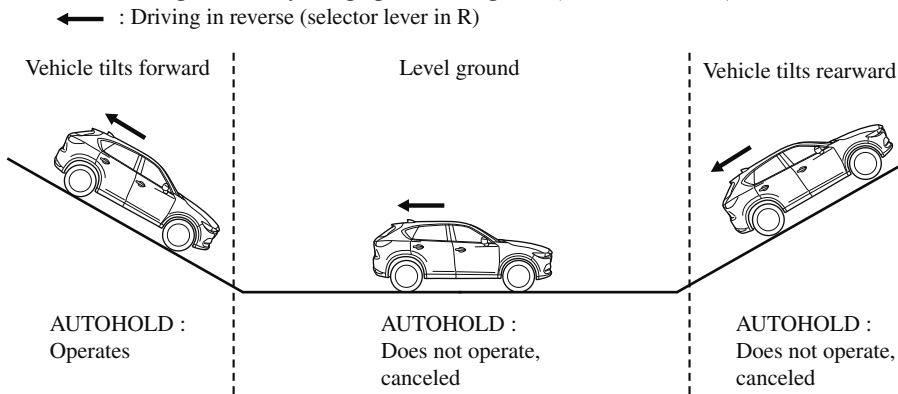 : Driving in reverse (selector lever in R)
Vehicle tilts forward
Level ground
Vehicle tilts rearward
AUTOHOLD :
Operates
AUTOHOLD :
Does not operate,
canceled
AUTOHOLD :
Does not operate,
canceled